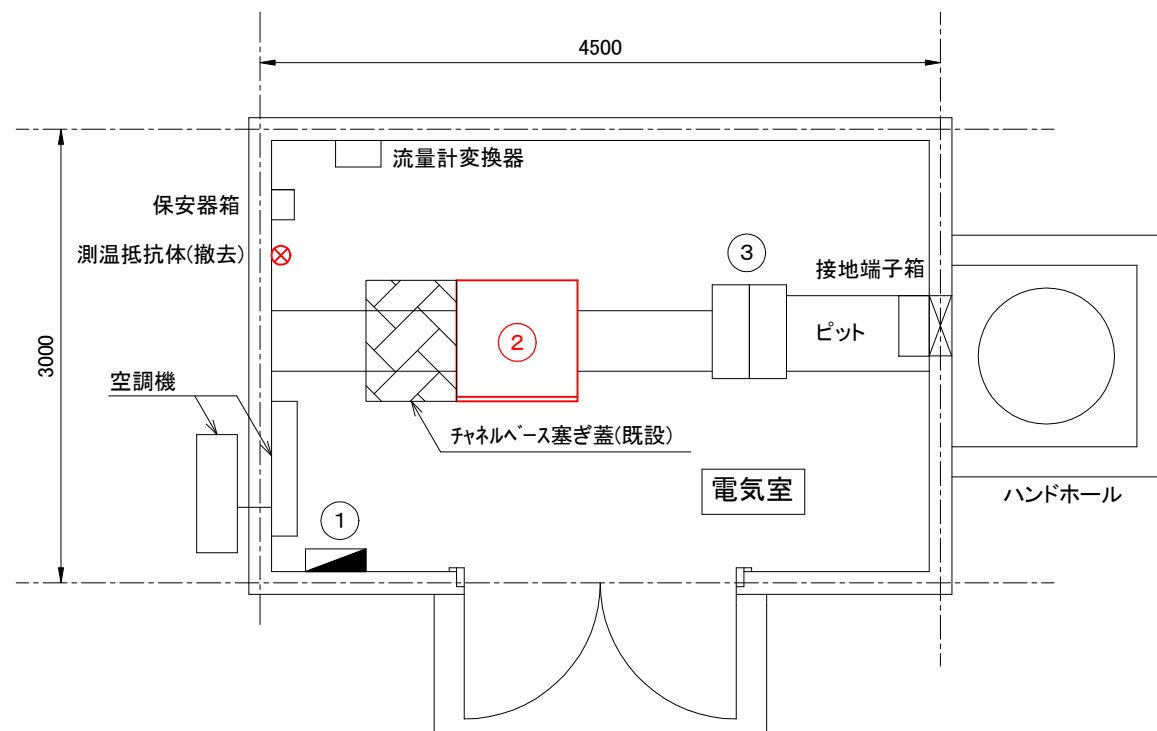 4500
流量計変換器
保安器箱
測温抵抗体(撤去)
③
接地端子箱
3000
②
ピット
空調機
ﾁｬﾈﾙﾍﾞｰｽ塞ぎ蓋(既設)
電気室
ハンドホール
①